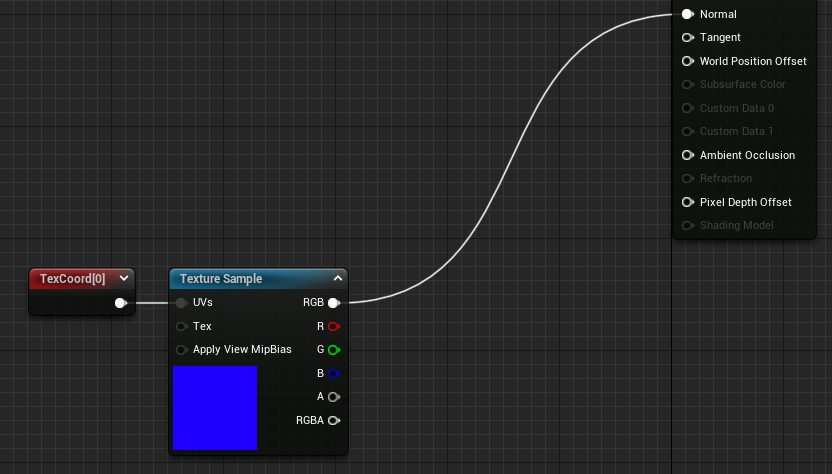 Normal
Tangent
World Position Offset
Subsurface Color
Custom Data 0
Custom Data 1
Ambient Occlusion
Refraction
Pixel Depth Offset
Shading Model
TexCoord[0]
Texture Sample
UVs RGB
Tex R
Apply View MipBias G
B
A
RGBA